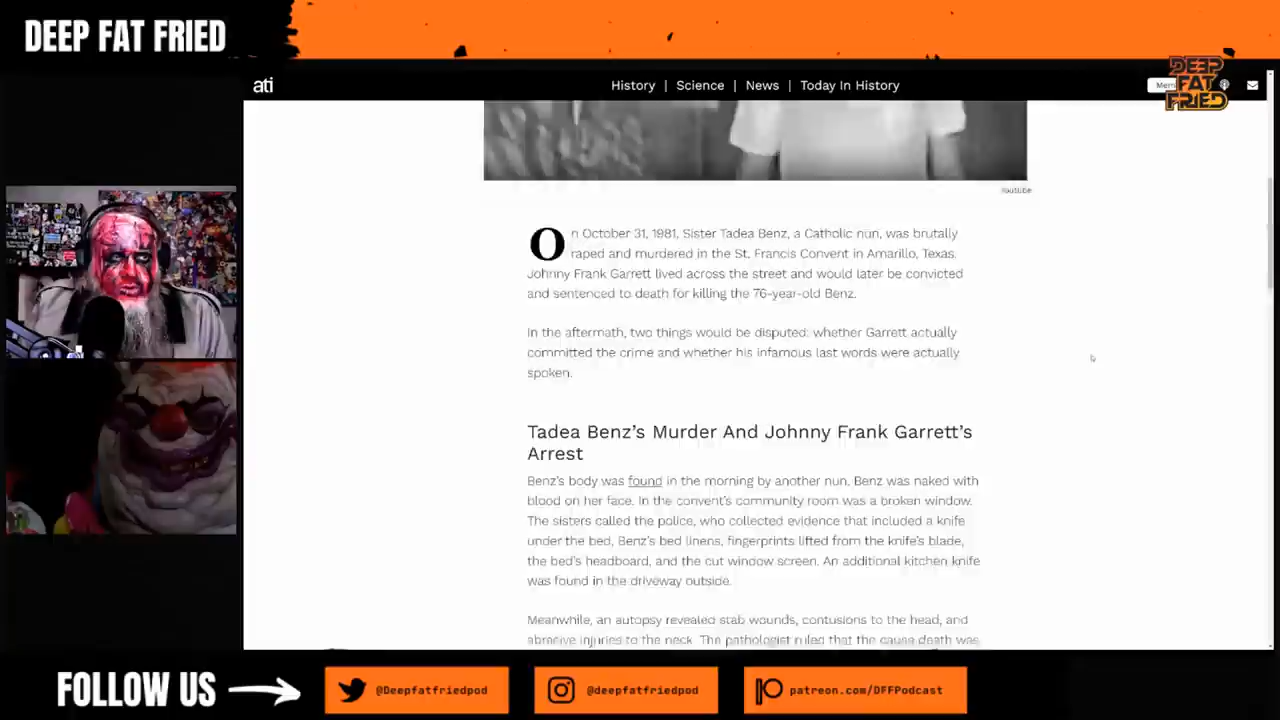 DEEP FAT FRIED
ati
History | Science | News | Today In History
DEEP
FAT
FRIED
YouTube
On October 31, 1981, Sister Tadea Benz, a Catholic nun, was brutally
raped and murdered in the St. Francis Convent in Amarillo, Texas.
Johnny Frank Garrett lived across the street and would later be convicted
and sentenced to death for killing the 76-year-old Benz.
In the aftermath, two things would be disputed: whether Garrett actually
committed the crime and whether his infamous last words were actually
spoken.
Tadea Benz's Murder And Johnny Frank Garrett's
Arrest
Benz's body was found in the morning by another nun. Benz was naked with
blood on her face. In the convent's community room was a broken window.
The sisters called the police, who collected evidence that included a knife
under the bed, Benz's bed linens, fingerprints lifted from the knife's blade,
the bed's headboard, and the cut window screen. An additional kitchen knife
was found in the driveway outside.
Meanwhile, an autopsy revealed stab wounds, contusions to the head, and
abrasive injuries to the neck. The pathologist ruled that the cause death was
FOLLOW US
@Deepfatfriedpod
@deepfatfriedpod
patreon.com/DFFPodcast